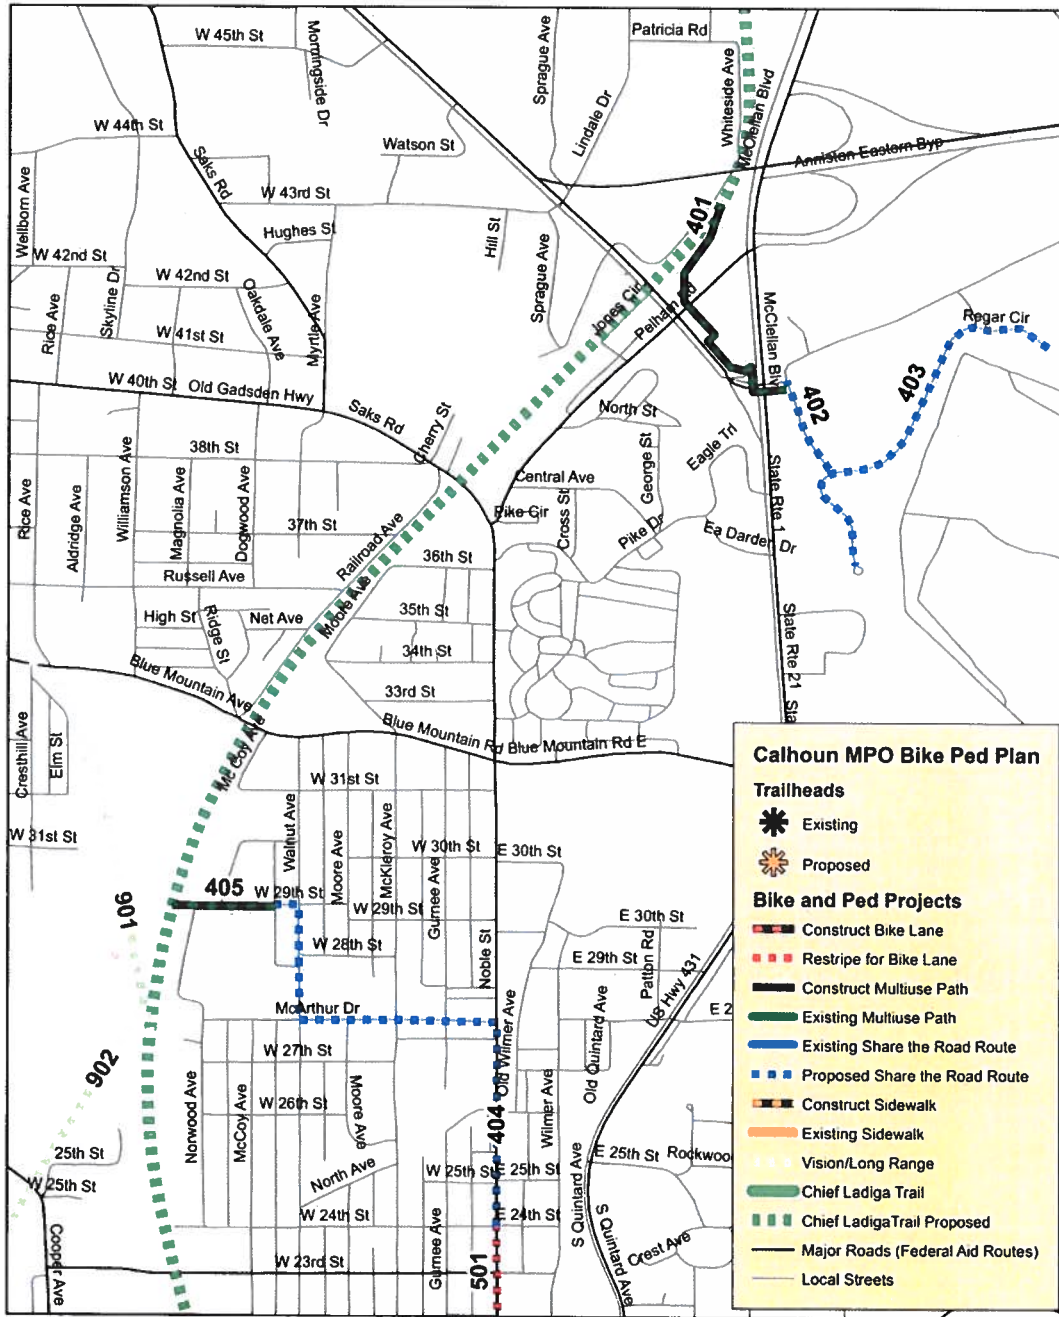 W 45th St
Morningside Dr
Sprague Ave
Patricia Rd
Whiteside Ave
McClellan Blvd
Lindale Dr
W 44th St
Saks Rd
Watson St
Anniston Eastern Byp
Wellborn Ave
W 43rd St
401
Hughes St
Hill St
Sprague Ave
W 42nd St
Skyline Dr
W 42nd St
Oakdale Ave
Jones Cir
Pelham Rd
McClellan Blvd
Regar Cir
Rice Ave
W 41st St
Myrtle Ave
W 40th St
Old Gadsden Hwy
Saks Rd
Cherry St
North St
402
403
Eagle Trl
George St
38th St
Central Ave
State Rte 1
Rice Ave
Aldridge Ave
Williamson Ave
Magnolia Ave
Dogwood Ave
37th St
Railroad Ave
Pike Cir
Cross St
Pike Dr
Ea Darden Dr
36th St
Russell Ave
Moore Ave
High St
Ridge St
Net Ave
35th St
34th St
State Rte 21
Sta
33rd St
Blue Mountain Ave
Blue Mountain Rd
Blue Mountain Rd E
Cresthill Ave
Elm St
Mc Coy Ave
W 31st St
W 31st St
Walnut Ave
Moore Ave
McKleroy Ave
Gurnee Ave
W 30th St
E 30th St
405
W 29th St
W 29th St
E 30th St
901
W 28th St
Noble St
E 29th St
Patton Rd
US Hwy 431
McArthur Dr
Old Wilmer Ave
Old Quintard Ave
E 2
902
W 27th St
Norwood Ave
McCoy Ave
W 26th St
Moore Ave
404
Wilmer Ave
25th St
W 25th St
North Ave
W 25th St
E 25th St
E 25th St
Rockwoo
S Quintard Ave
W 24th St
E 24th St
S Quintard Ave
Crest Ave
Cooper Ave
W 23rd St
Gurnee Ave
501
Calhoun MPO Bike Ped Plan
Trailheads
Existing
Proposed
Bike and Ped Projects
Construct Bike Lane
Restripe for Bike Lane
Construct Multiuse Path
Existing Multiuse Path
Existing Share the Road Route
Proposed Share the Road Route
Construct Sidewalk
Existing Sidewalk
Vision/Long Range
Chief Ladiga Trail
Chief LadigaTrail Proposed
Major Roads (Federal Aid Routes)
Local Streets